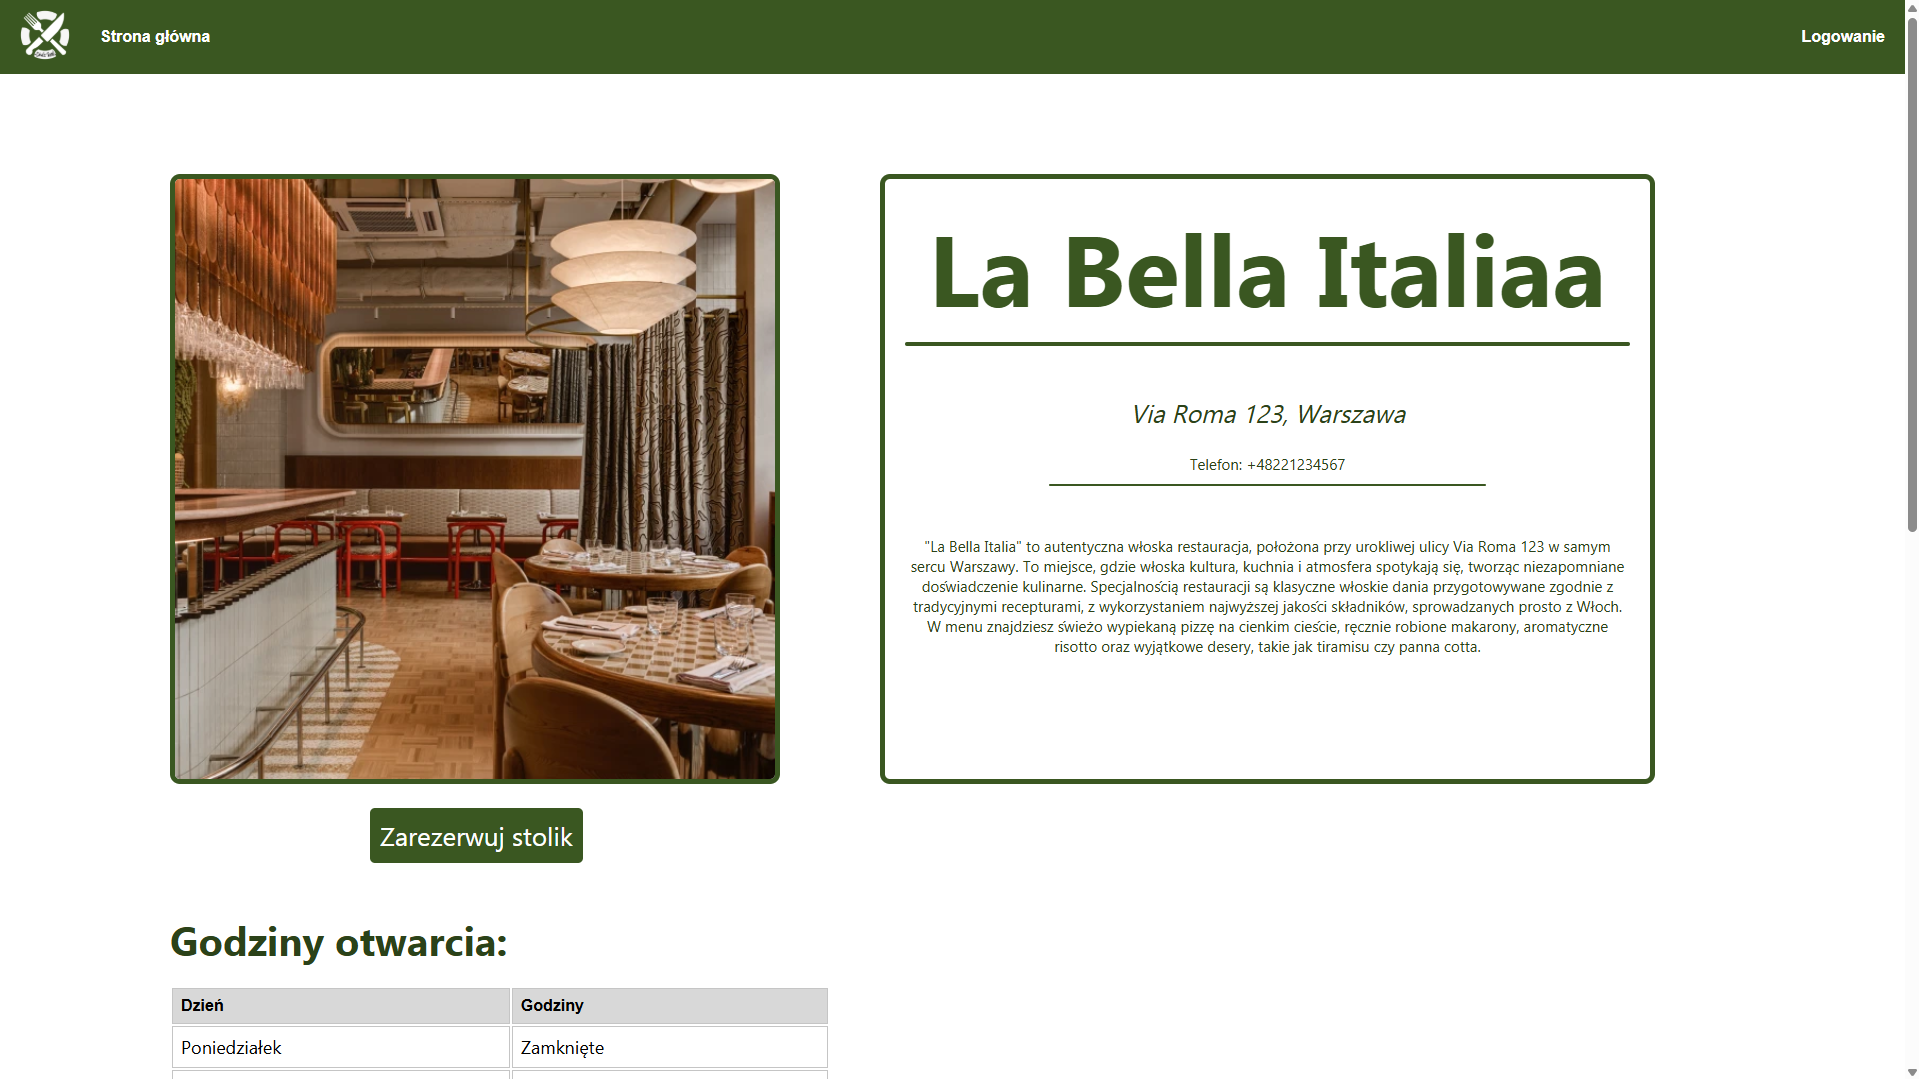 Strona główna
Logowanie
La Bella Italiaa
Via Roma 123, Warszawa
Telefon: +48221234567
"La Bella Italia" to autentyczna włoska restauracja, położona przy urokliwej ulicy Via Roma 123 w samym
sercu Warszawy. To miejsce, gdzie włoska kultura, kuchnia i atmosfera spotykają się, tworząc niezapomniane
doświadczenie kulinarne. Specjalnością restauracji są klasyczne włoskie dania przygotowywane zgodnie z
tradycyjnymi recepturami, z wykorzystaniem najwyższej jakości składników, sprowadzanych prosto z Włoch.
W menu znajdziesz świeżo wypiekaną pizzę na cienkim cieście, ręcznie robione makarony, aromatyczne
risotto oraz wyjątkowe desery, takie jak tiramisu czy panna cotta.
Zarezerwuj stolik
Godziny otwarcia:
Dzień Godziny
Poniedziałek Zamknięte